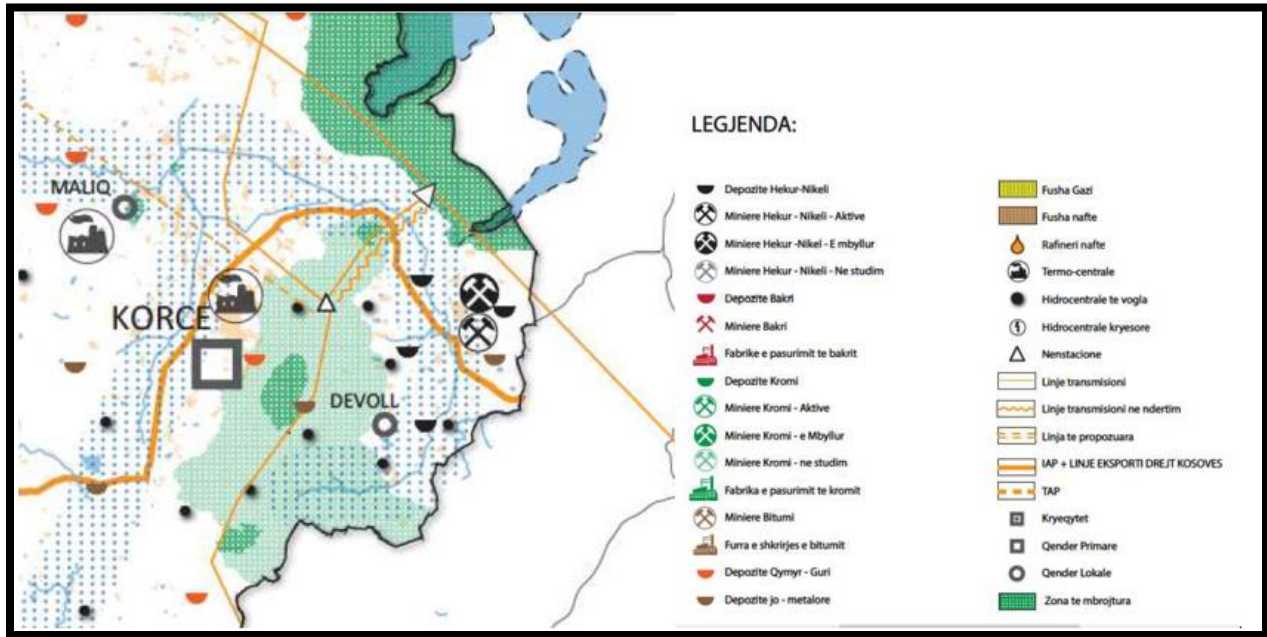 MALIQ
KORCE
DEVOLL
LEGJENDA:
Depozite Hekur-Nikeli
Miniere Hekur - Nikeli - Aktive
Miniere Hekur -Nikel - E mbyllur
Miniere Hekur - Nikeli - Ne studim
Depozite Bakri
Miniere Bakri
Fabrike e pasurimit te bakrit
Depozite Kromi
Miniere Kromi - Aktive
Miniere Kromi - e Mbyllur
Miniere Kromi - ne studim
Fabrika e pasurimit te kromit
Miniere Bitumi
Furra e shkrirjes e bitumit
Depozite Qymyr - Guri
Depozite jo - metalore
Fusha Gazi
Fusha nafte
Rafineri nafte
Termo-centrale
Hidrocentrale te vogla
Hidrocentrale kryesore
Nenstacione
Linje transmisioni
Linje transmisioni ne ndertim
Linja te propozuara
IAP + LINJE EKSPORTI DREJT KOSOVES
TAP
Kryeqytet
Qender Primare
Qender Lokale
Zona te mbrojtura